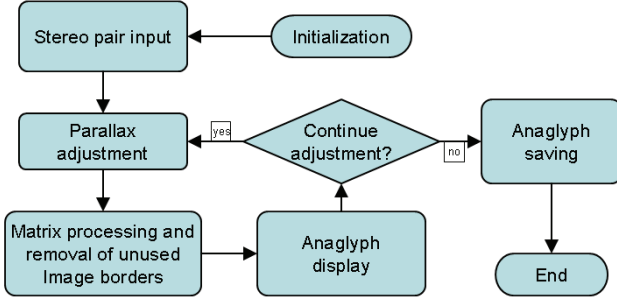 Stereo pair input
Initialization
Parallax
adjustment
yes
Continue
adjustment?
no
Anaglyph
saving
Matrix processing and
removal of unused
Image borders
Anaglyph
display
End